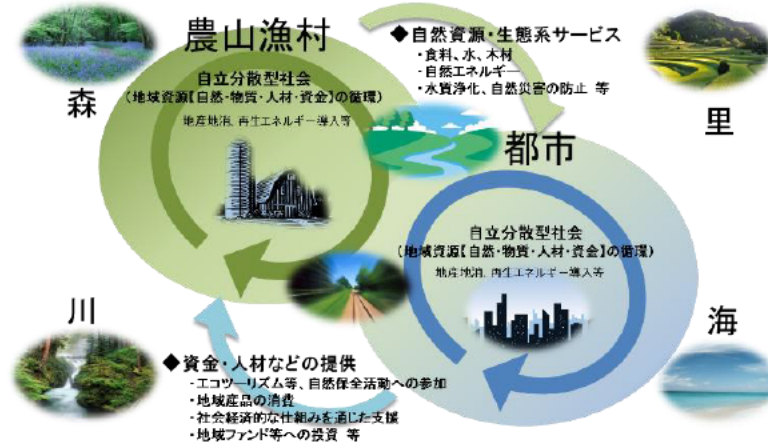 農山漁村
自立分散型社会
(地域資源【自然・物質・人材・資金】の循環)
地産地消、再生エネルギー導入等
森
◆自然資源・生態系サービス
・食料、水、木材
・自然エネルギー
・水質浄化、自然災害の防止 等
里
都市
自立分散型社会
(地域資源【自然・物質・人材・資金】の循環)
地産地消、再生エネルギー導入等
川
◆資金・人材などの提供
・エコツーリズム等、自然保全活動への参加
・地域産品の消費
・社会経済的な仕組みを通じた支援
・地域ファンド等への投資 等
海